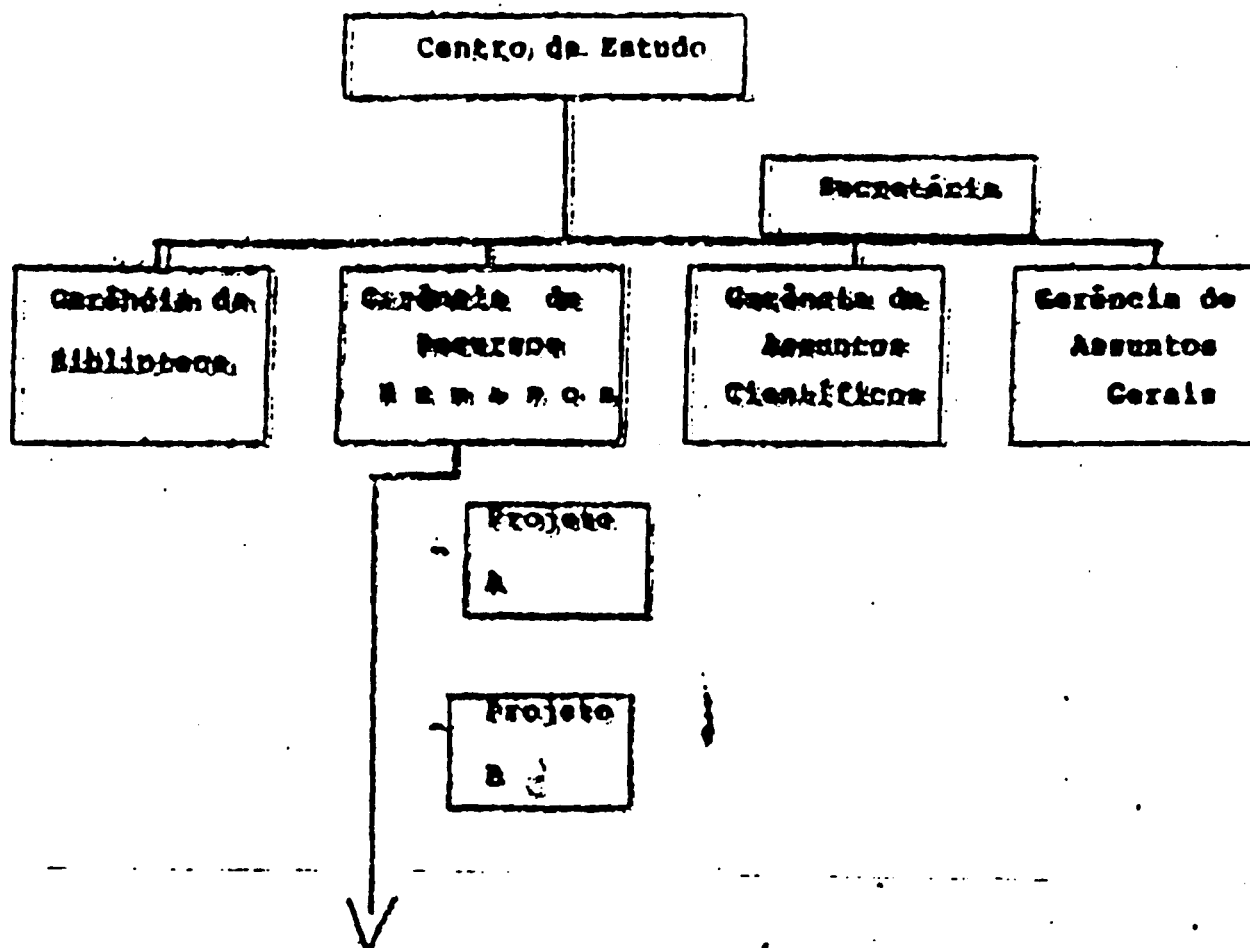 Centro de Estudo
Secretária
Gerência da
Biblioteca
Gerência de
Recursos
Humanos
Gerência de
Assuntos
Científicos
Gerência de
Assuntos
Gerais
Projeto
A
Projeto
B